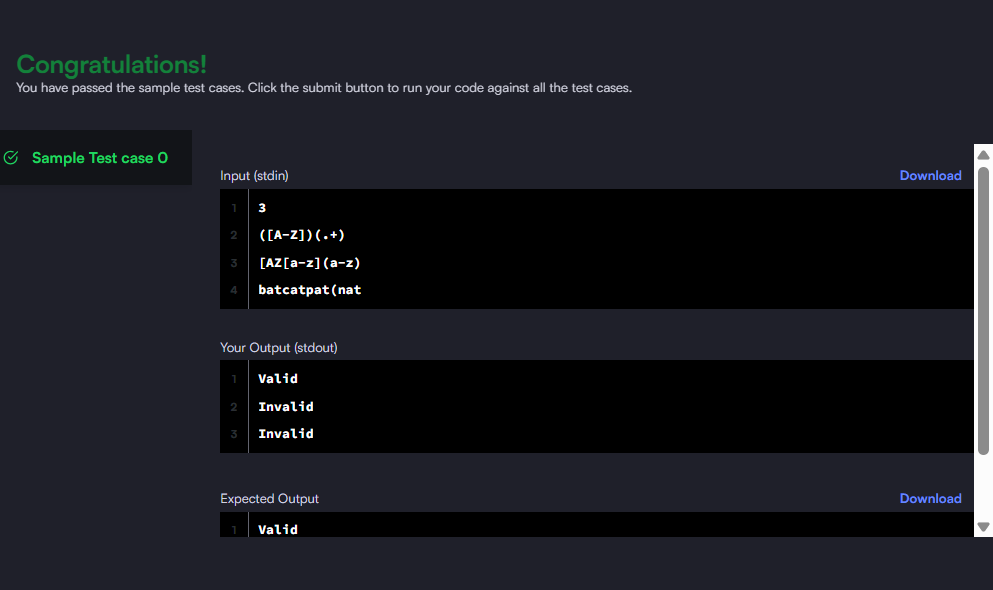 Congratulations!
You have passed the sample test cases. Click the submit button to run your code against all the test cases.
Sample Test case 0
Input (stdin)
Download
1 3
2 ([A-Z])(.+)
3 [AZ[a-z](a-z)
4 batcatpat(nat
Your Output (stdout)
1 Valid
2 Invalid
3 Invalid
Expected Output
Download
1 Valid